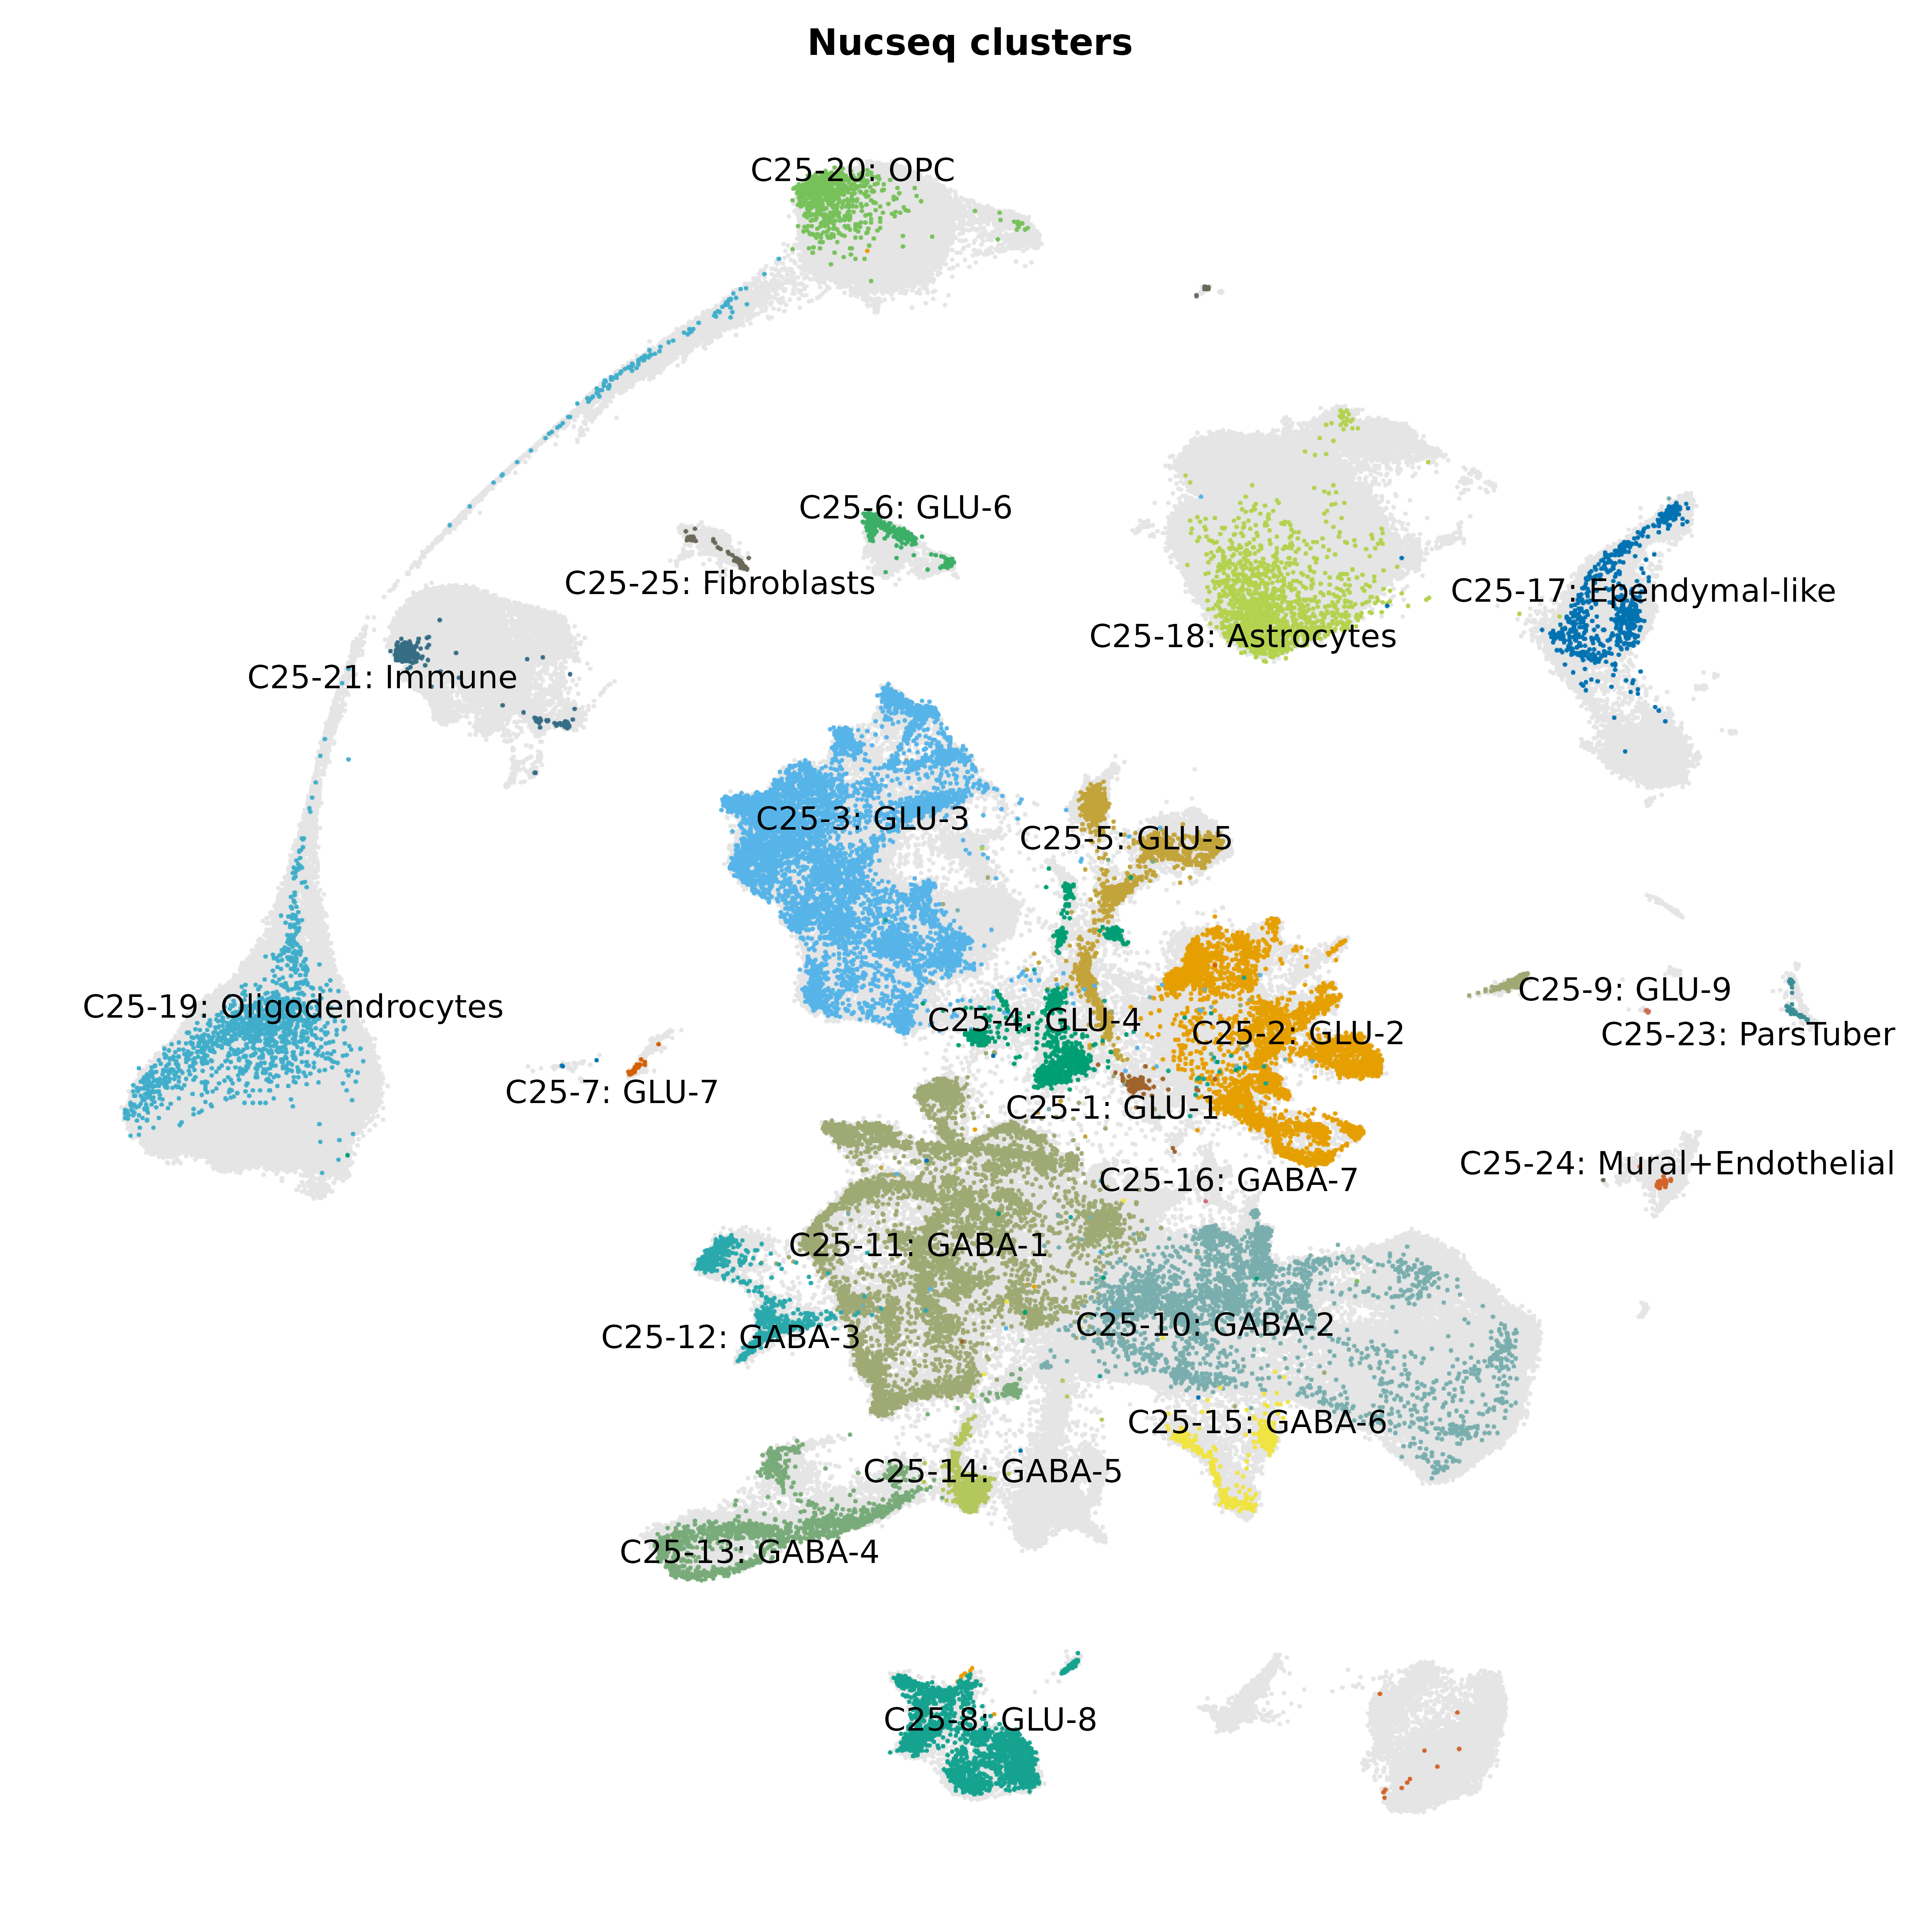 Nucseq clusters
C25-20: OPC
C25-6: GLU-6
C25-25: Fibroblasts
C25-17: Ependymal-like
C25-18: Astrocytes
C25-21: Immune
C25-3: GLU-3
C25-5: GLU-5
C25-9: GLU-9
C25-19: Oligodendrocytes
C25-4: GLU-4
C25-2: GLU-2
C25-23: ParsTuber
C25-7: GLU-7
C25-1: GLU-1
C25-24: Mural+Endothelial
C25-16: GABA-7
C25-11: GABA-1
C25-10: GABA-2
C25-12: GABA-3
C25-15: GABA-6
C25-14: GABA-5
C25-13: GABA-4
C25-8: GLU-8